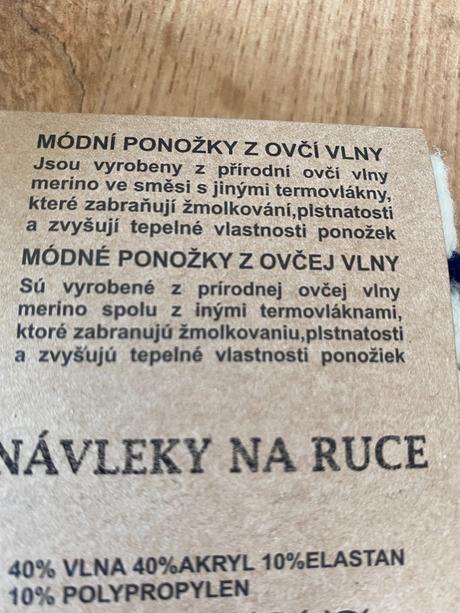 MÓDNÍ PONOŽKY Z OVČÍ VLNY
Jsou vyrobeny z přírodní ovčí vlny
merino ve směsi s jinými termovlákny,
které zabraňují žmolkování,plstnatosti
a zvyšují tepelné vlastnosti ponožek
MÓDNÉ PONOŽKY Z OVČEJ VLNY
Sú vyrobené z prírodnej ovčej vlny
merino spolu z inými termovláknami,
ktoré zabranujú žmolkovaniu,plstnatosti
a zvyšujú tepelné vlastnosti ponožiek
NÁVLEKY NA RUCE
40% VLNA 40%AKRYL 10%ELASTAN
10% POLYPROPYLEN